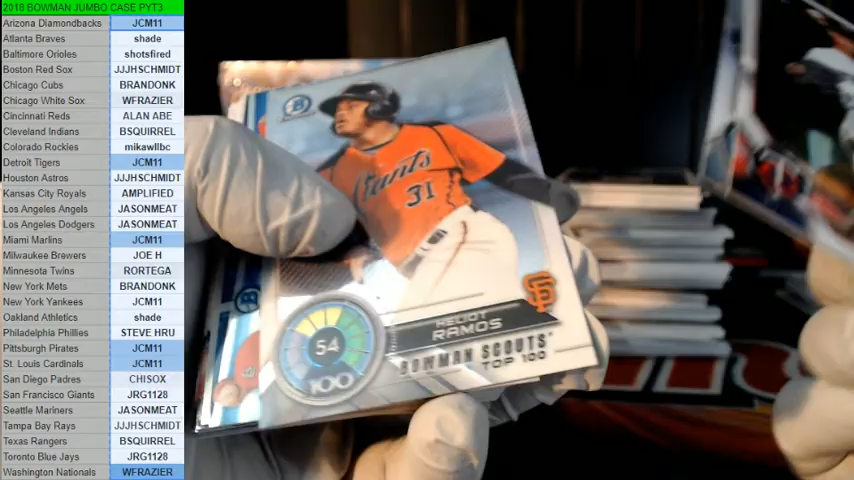 2018 BOWMAN JUMBO CASE PYT3
Arizona Diamondbacks JCM11
Atlanta Braves shade
Baltimore Orioles shotsfired
Boston Red Sox JJJHSCHMIDT
Chicago Cubs BRANDONK
Chicago White Sox WFRAZIER
Cincinnati Reds ALAN ABE
Cleveland Indians BSQUIRREL
Colorado Rockies mikawllbc
Detroit Tigers JCM11
Houston Astros JJJHSCHMIDT
Kansas City Royals AMPLIFIED
Los Angeles Angels JASONMEAT
Los Angeles Dodgers JASONMEAT
Miami Marlins JCM11
Milwaukee Brewers JOE H
Minnesota Twins RORTEGA
New York Mets BRANDONK
New York Yankees JCM11
Oakland Athletics shade
Philadelphia Phillies STEVE HRU
Pittsburgh Pirates JCM11
St. Louis Cardinals JCM11
San Diego Padres CHISOX
San Francisco Giants JRG1128
Seattle Mariners JASONMEAT
Tampa Bay Rays JJJHSCHMIDT
Texas Rangers BSQUIRREL
Toronto Blue Jays JRG1128
Washington Nationals WFRAZIER
Giants
31
SF
HELIOT
RAMOS
54
100
BOWMAN SCOUTS'
TOP 100